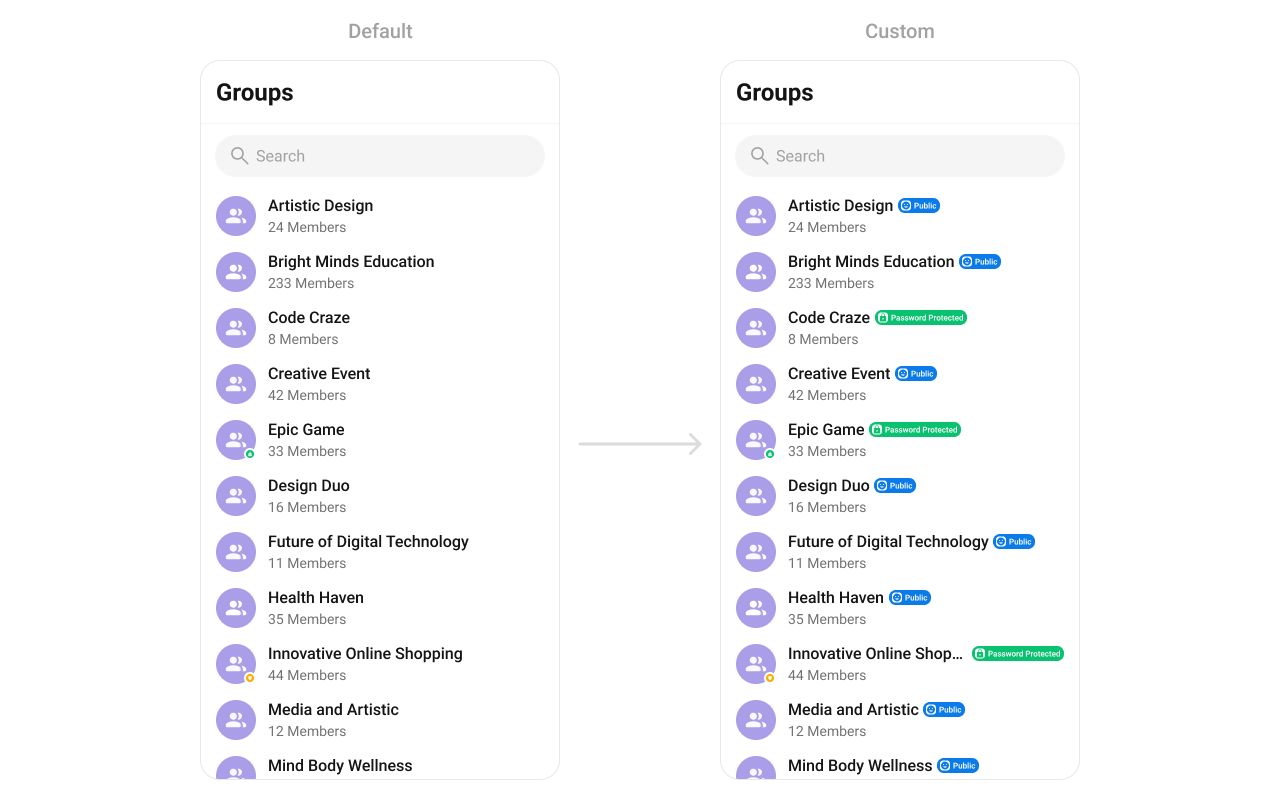 Default
Groups
Search
Artistic Design
24 Members
Bright Minds Education
233 Members
Code Craze
8 Members
Creative Event
42 Members
Epic Game
33 Members
Design Duo
16 Members
Future of Digital Technology
11 Members
Health Haven
35 Members
Innovative Online Shopping
44 Members
Media and Artistic
12 Members
Mind Body Wellness
Custom
Groups
Search
Artistic Design Public
24 Members
Bright Minds Education Public
233 Members
Code Craze Password Protected
8 Members
Creative Event Public
42 Members
Epic Game Password Protected
33 Members
Design Duo Public
16 Members
Future of Digital Technology Public
11 Members
Health Haven Public
35 Members
Innovative Online Shop... Password Protected
44 Members
Media and Artistic Public
12 Members
Mind Body Wellness Public